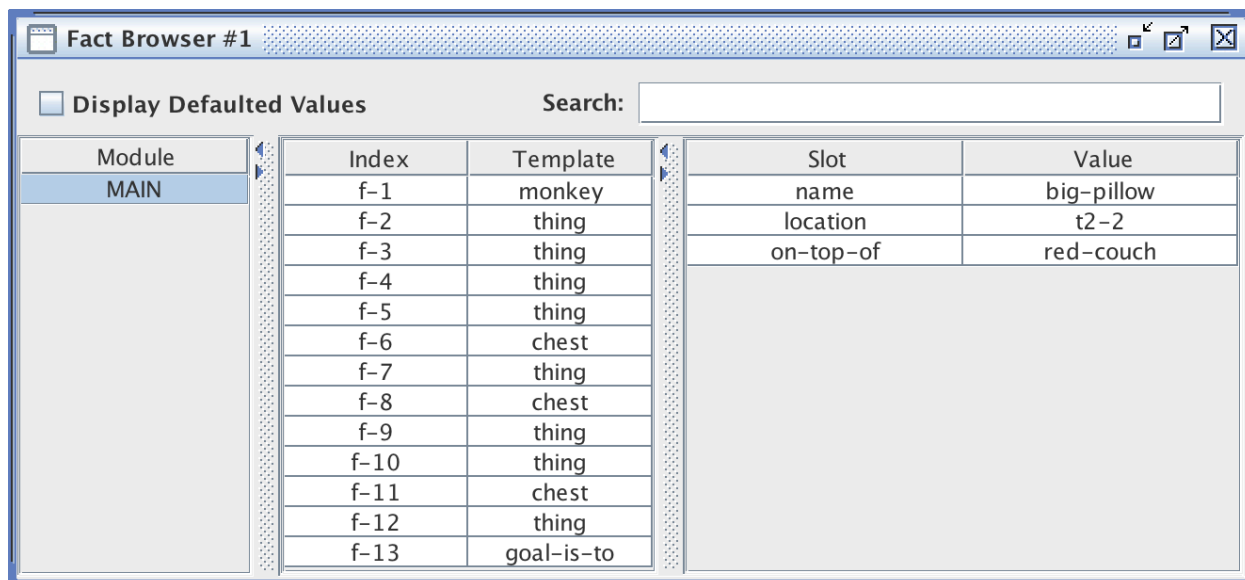 Fact Browser #1
Display Defaulted Values Search:
Module Index Template Slot Value
MAIN f-1 monkey name big-pillow
f-2 thing location t2-2
f-3 thing on-top-of red-couch
f-4 thing
f-5 thing
f-6 chest
f-7 thing
f-8 chest
f-9 thing
f-10 thing
f-11 chest
f-12 thing
f-13 goal-is-to